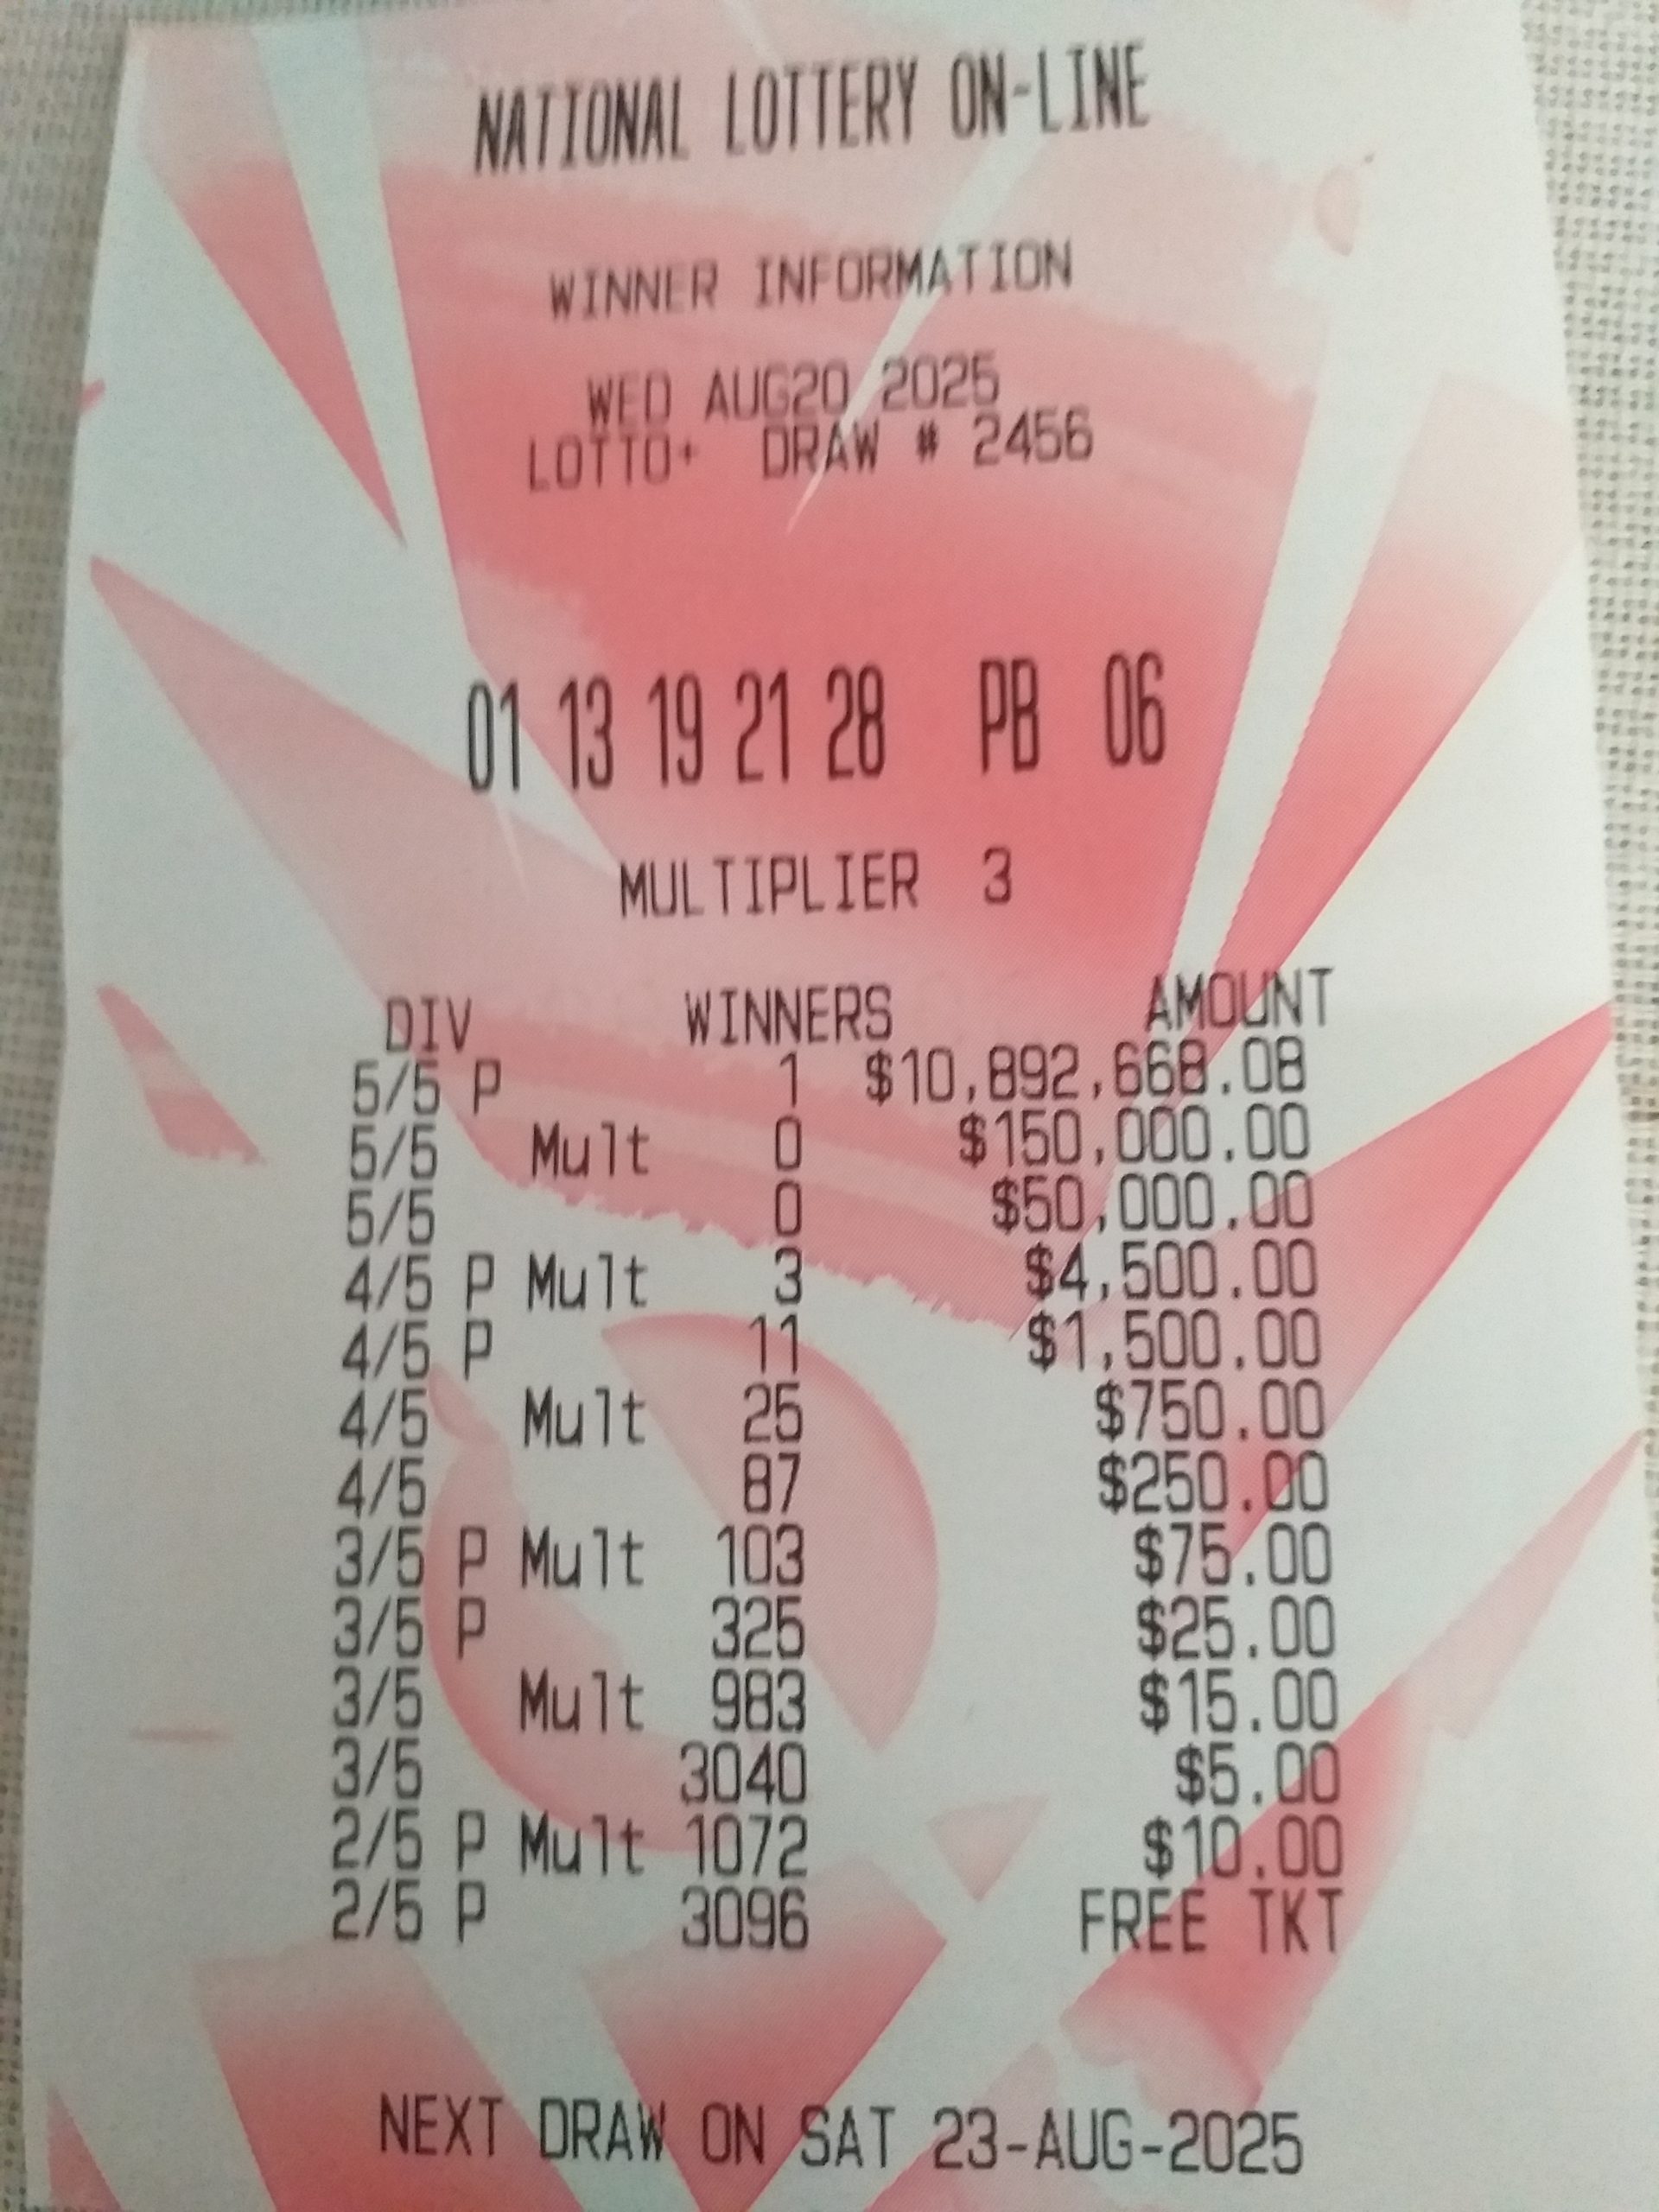 NATIONAL LOTTERY ON-LINE
WINNER INFORMATION
WED AUG20 2025
LOTTO+ DRAW # 2456
01 13 19 21 28 PB 06
MULTIPLIER 3
DIV WINNERS AMOUNT
5/5 P 1 $10,892,668.08
5/5 Mult 0 $150,000.00
5/5 0 $50,000.00
4/5 P Mult 3 $4,500.00
4/5 P 11 $1,500.00
4/5 Mult 25 $750.00
4/5 87 $250.00
3/5 P Mult 103 $75.00
3/5 P 325 $25.00
3/5 Mult 983 $15.00
3/5 3040 $5.00
2/5 P Mult 1072 $10.00
2/5 P 3096 FREE TKT
NEXT DRAW ON SAT 23-AUG-2025